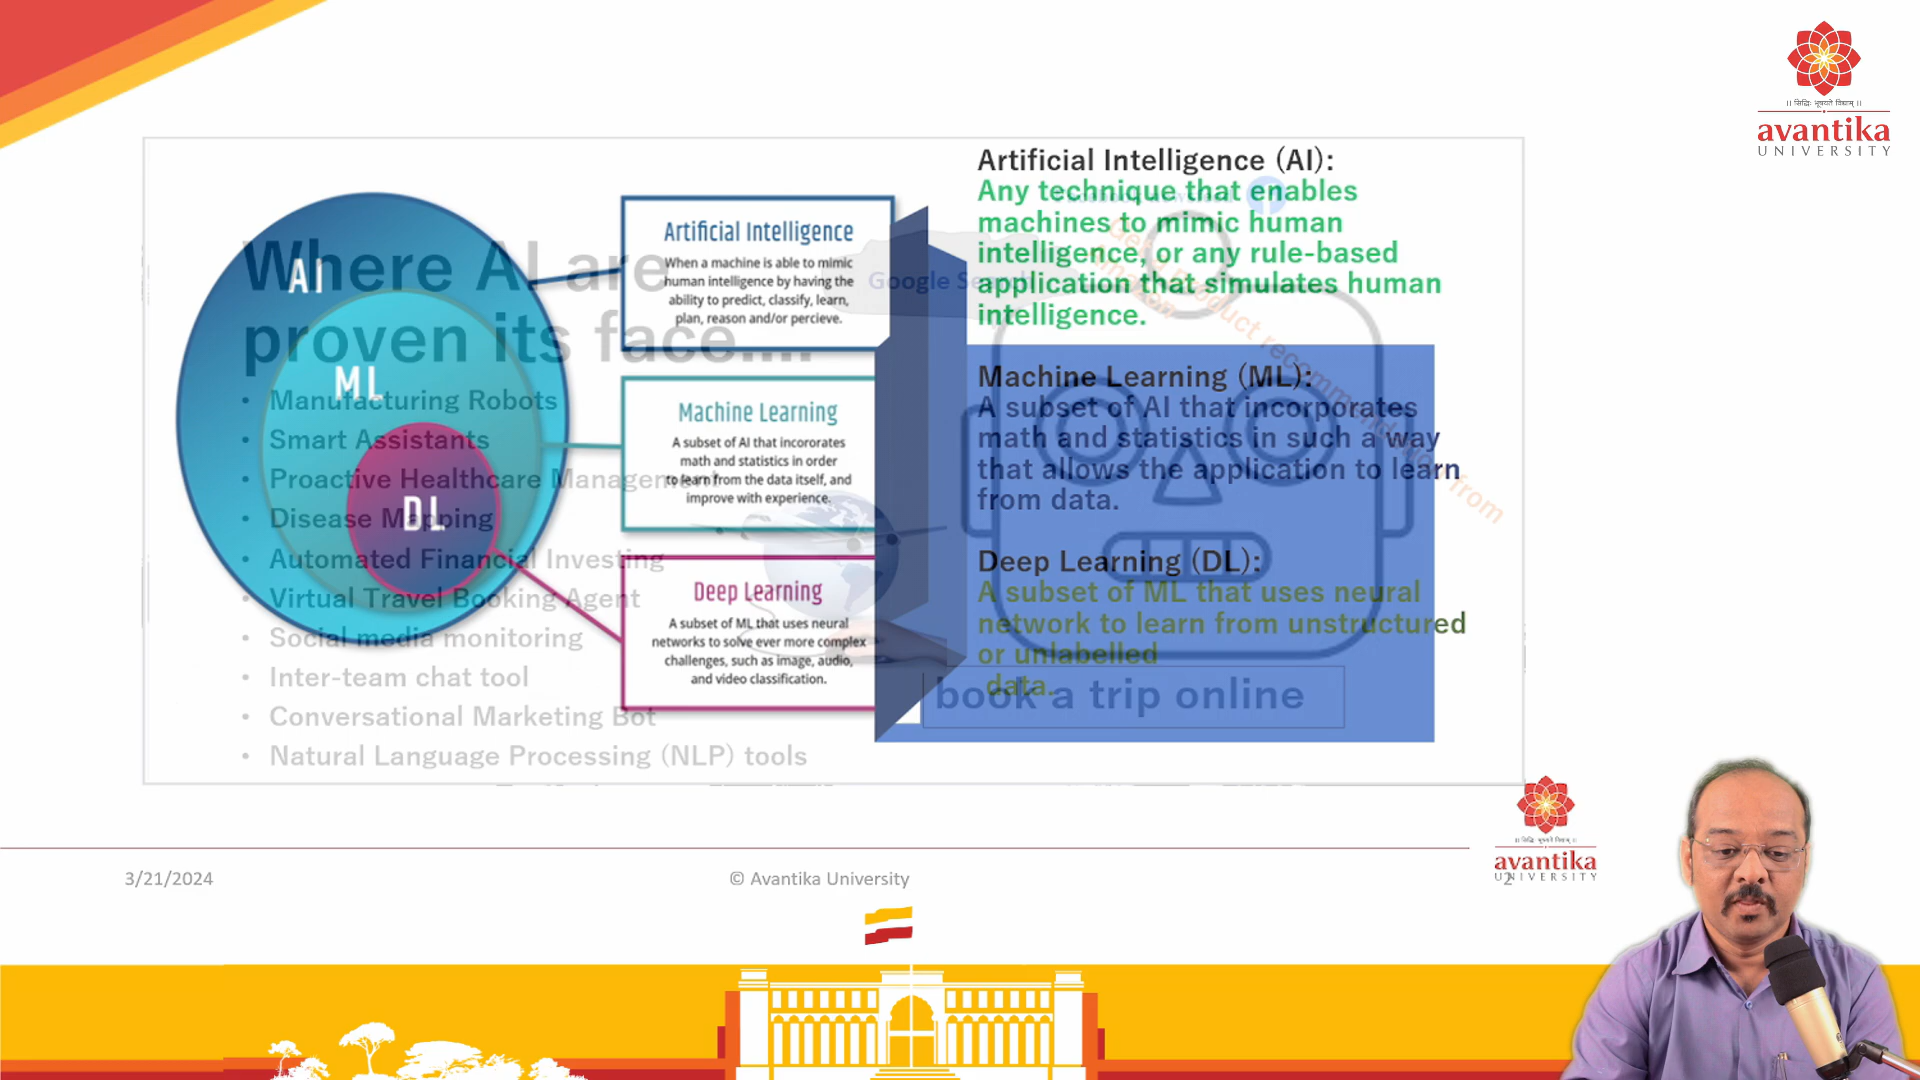 || सिद्धिः भूषयते विद्याम् ||
avantika
UNIVERSITY
Artificial Intelligence (AI):
Any technique that enables
machines to mimic human
intelligence, or any rule-based
application that simulates human
intelligence.
Machine Learning (ML):
A subset of AI that incorporates
math and statistics in such a way
that allows the application to learn
from data.
Deep Learning (DL):
A subset of ML that uses neural
network to learn from unstructured
or unlabelled
data.
AI
ML
DL
Artificial Intelligence
When a machine is able to mimic
human intelligence by having the
ability to predict, classify, learn,
plan, reason and/or percieve.
Machine Learning
A subset of AI that incororates
math and statistics in order
to learn from the data itself, and
improve with experience.
Deep Learning
A subset of ML that uses neural
networks to solve ever more complex
challenges, such as image, audio,
and video classification.
Where AI are
proven its face....
• Manufacturing Robots
• Smart Assistants
• Proactive Healthcare Management
• Disease Mapping
• Automated Financial Investing
• Virtual Travel Booking Agent
• Social media monitoring
• Inter-team chat tool
• Conversational Marketing Bot
• Natural Language Processing (NLP) tools
Google Search
Product recommendation from
book a trip online
|| सिद्धिः भूषयते विद्याम् ||
avantika
UNIVERSITY
3/21/2024
© Avantika University
2